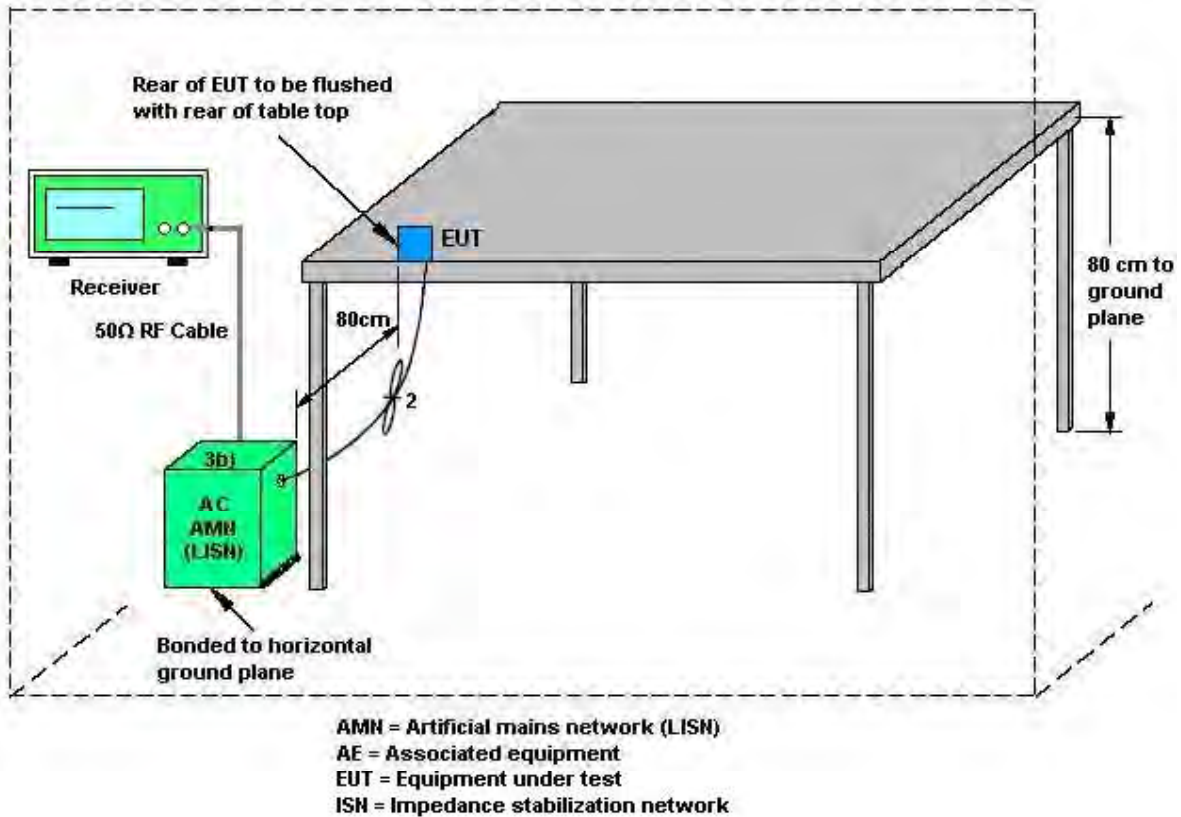 Rear of EUT to be flushed
with rear of table top
EUT
Receiver
50Ω RF Cable
80cm
80 cm to
ground
plane
2
3b)
AC
AMN
(LISN)
Bonded to horizontal
ground plane
AMN = Artificial mains network (LISN)
AE = Associated equipment
EUT = Equipment under test
ISN = Impedance stabilization network